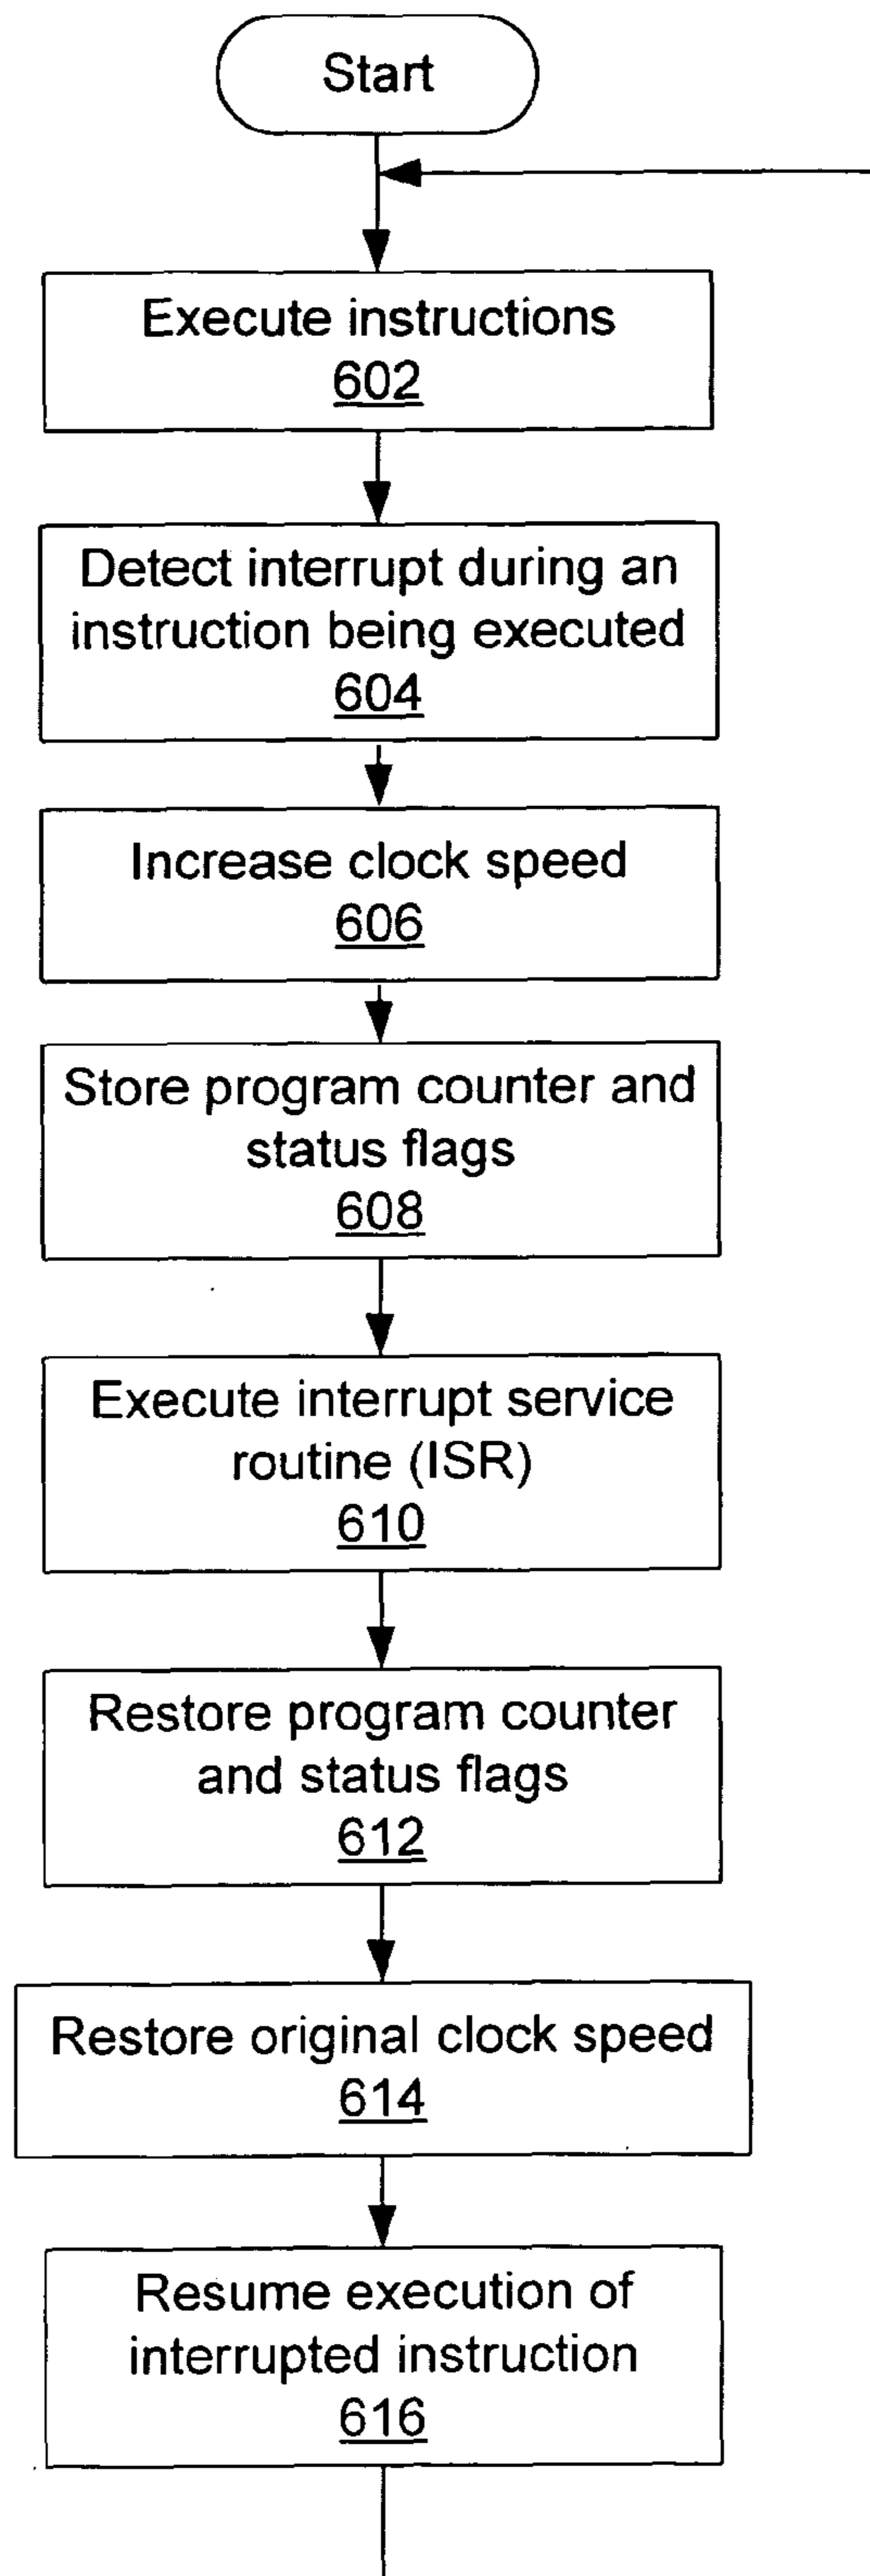 Start
Execute instructions
602
Detect interrupt during an
instruction being executed
604
Increase clock speed
606
Store program counter and
status flags
608
Execute interrupt service
routine (ISR)
610
Restore program counter
and status flags
612
Restore original clock speed
614
Resume execution of
interrupted instruction
616